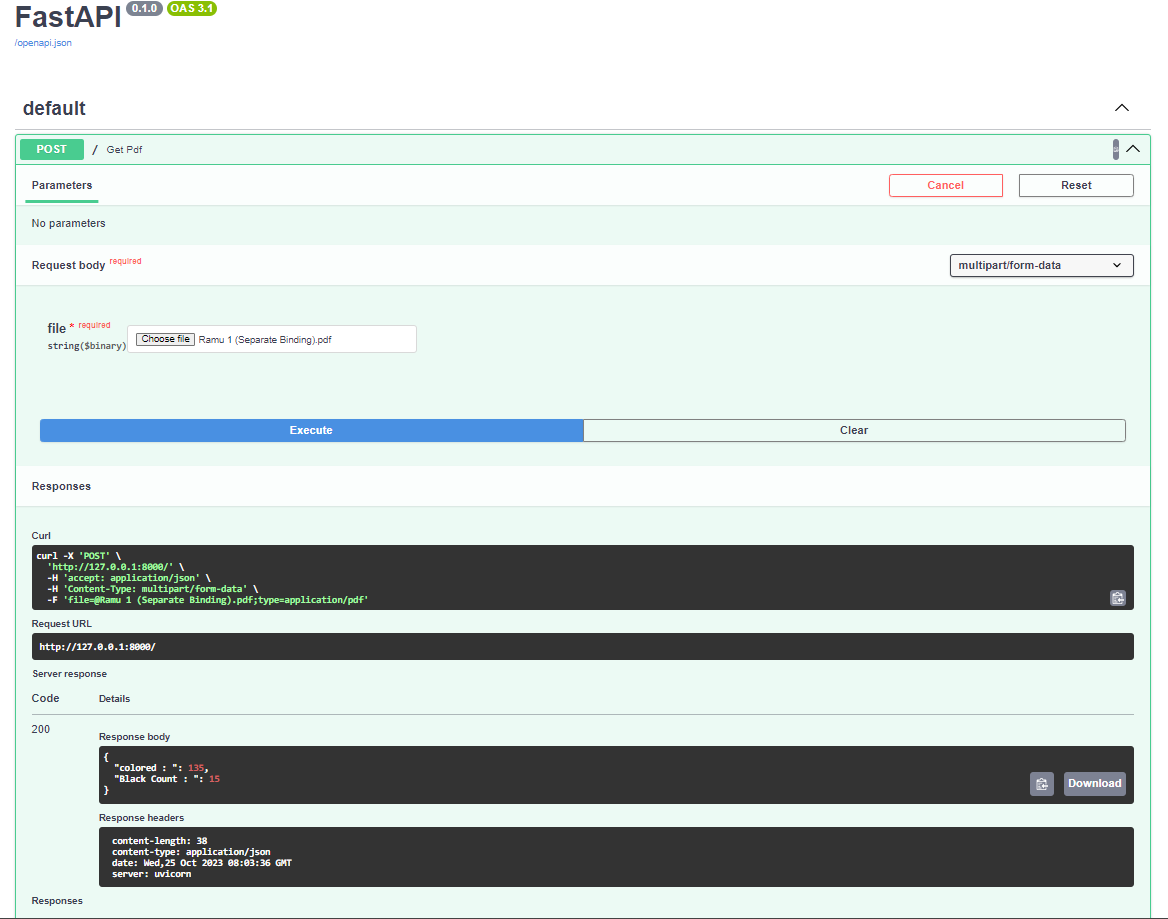 FastAPI 0.1.0 OAS 3.1
/openapi.json
default
POST / Get Pdf
Parameters Cancel Reset
No parameters
Request body required multipart/form-data
file * required
string($binary) Choose file Ramu 1 (Separate Binding).pdf
Execute Clear
Responses
Curl
curl -X 'POST' \
'http://127.0.0.1:8000/' \
-H 'accept: application/json' \
-H 'Content-Type: multipart/form-data' \
-F 'file=@Ramu 1 (Separate Binding).pdf;type=application/pdf'
Request URL
http://127.0.0.1:8000/
Server response
Code Details
200
Response body
{
"colored : ": 135,
"Black Count : ": 15
}
Download
Response headers
content-length: 38
content-type: application/json
date: Wed,25 Oct 2023 08:03:36 GMT
server: uvicorn
Responses